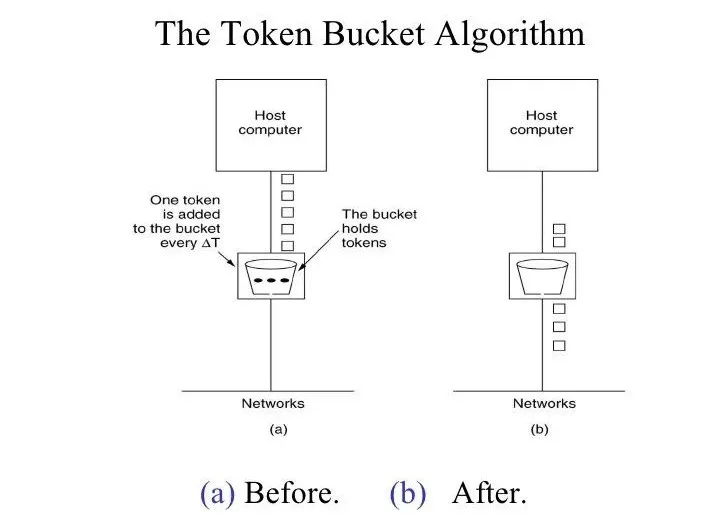 The Token Bucket Algorithm
Host
computer
One token
is added
to the bucket
every ΔT
The bucket
holds
tokens
Networks
(a)
Host
computer
Networks
(b)
(a) Before. (b) After.